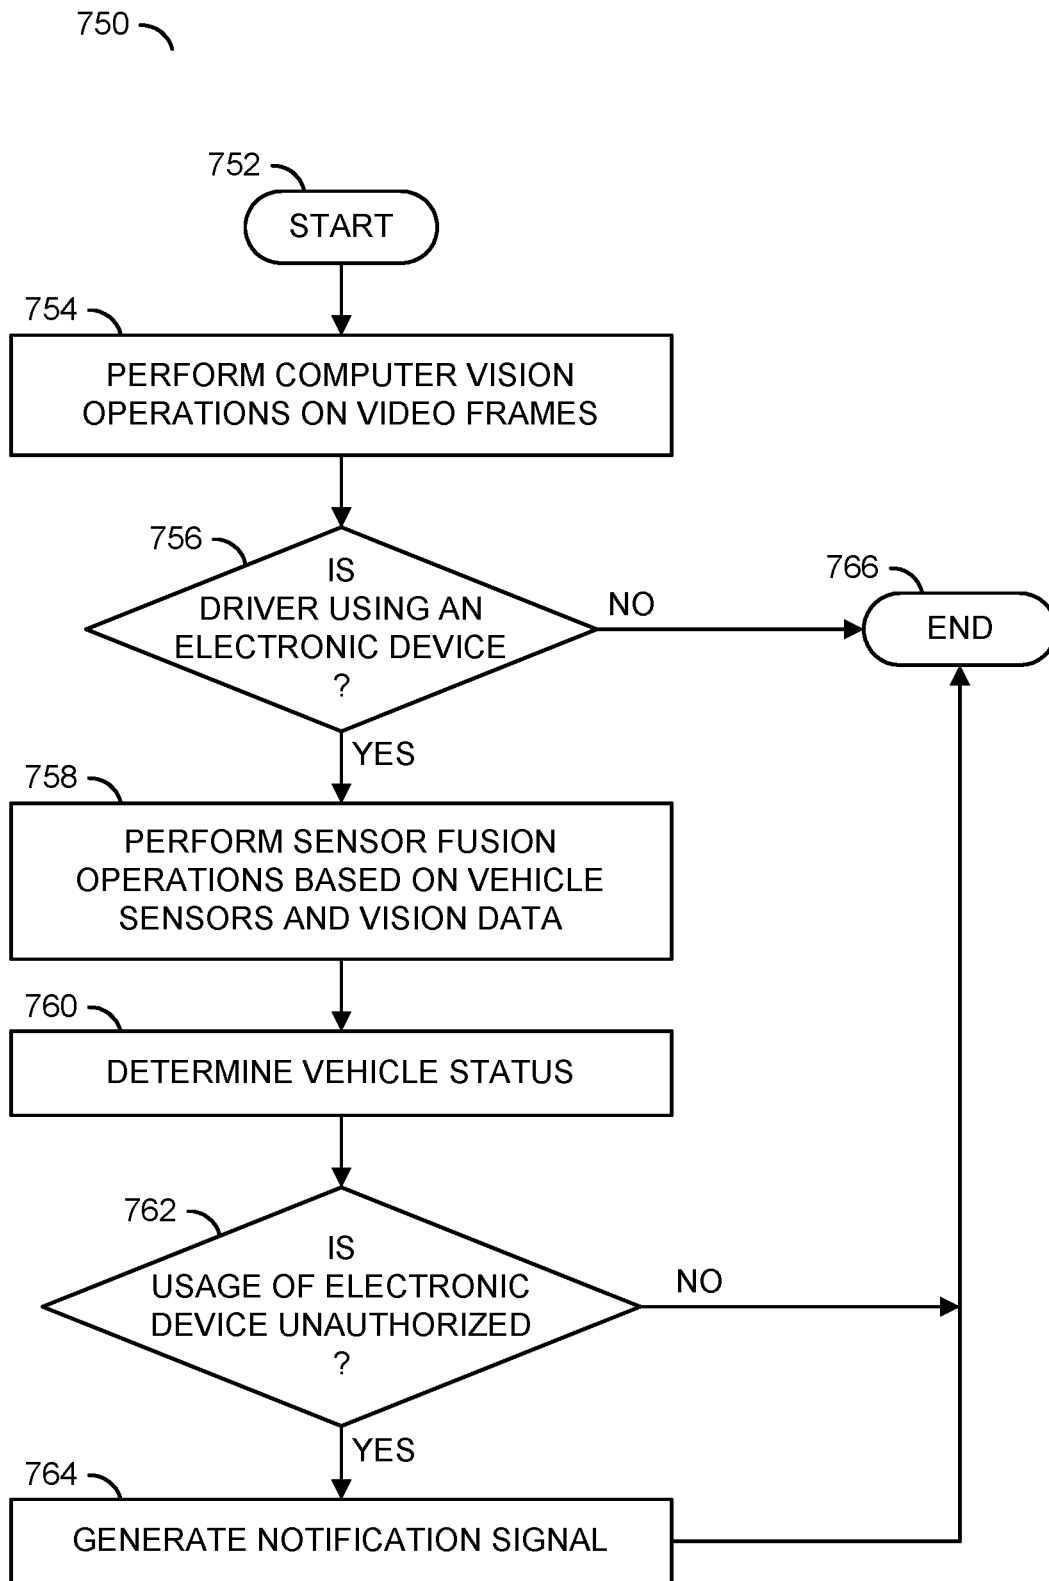 750
752
START
754
PERFORM COMPUTER VISION
OPERATIONS ON VIDEO FRAMES
756
IS
DRIVER USING AN
ELECTRONIC DEVICE
?
NO
766
END
YES
758
PERFORM SENSOR FUSION
OPERATIONS BASED ON VEHICLE
SENSORS AND VISION DATA
760
DETERMINE VEHICLE STATUS
762
IS
USAGE OF ELECTRONIC
DEVICE UNAUTHORIZED
?
NO
YES
764
GENERATE NOTIFICATION SIGNAL